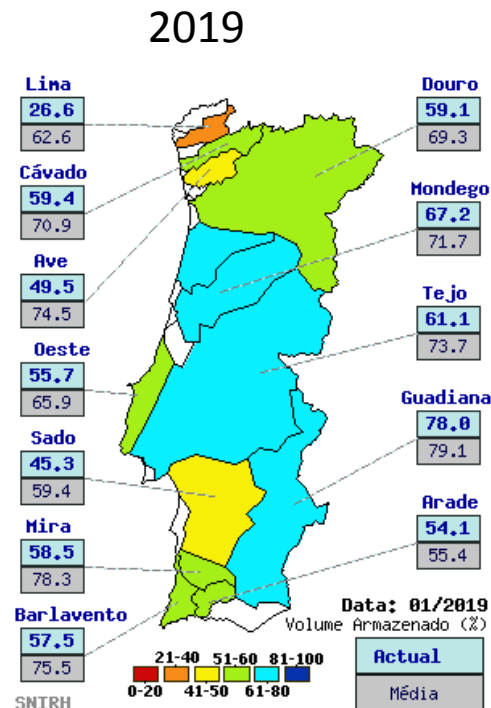 2019
Lima
26.6
62.6
Cávado
59.4
70.9
Ave
49.5
74.5
Oeste
55.7
65.9
Sado
45.3
59.4
Mira
58.5
78.3
Barlavento
57.5
75.5
SNTRH
Douro
59.1
69.3
Mondego
67.2
71.7
Tejo
61.1
73.7
Guadiana
78.0
79.1
Arade
54.1
55.4
Data: 01/2019
Volume Armazenado (%)
Actual
Média
21-40 51-60 81-100
0-20 41-50 61-80